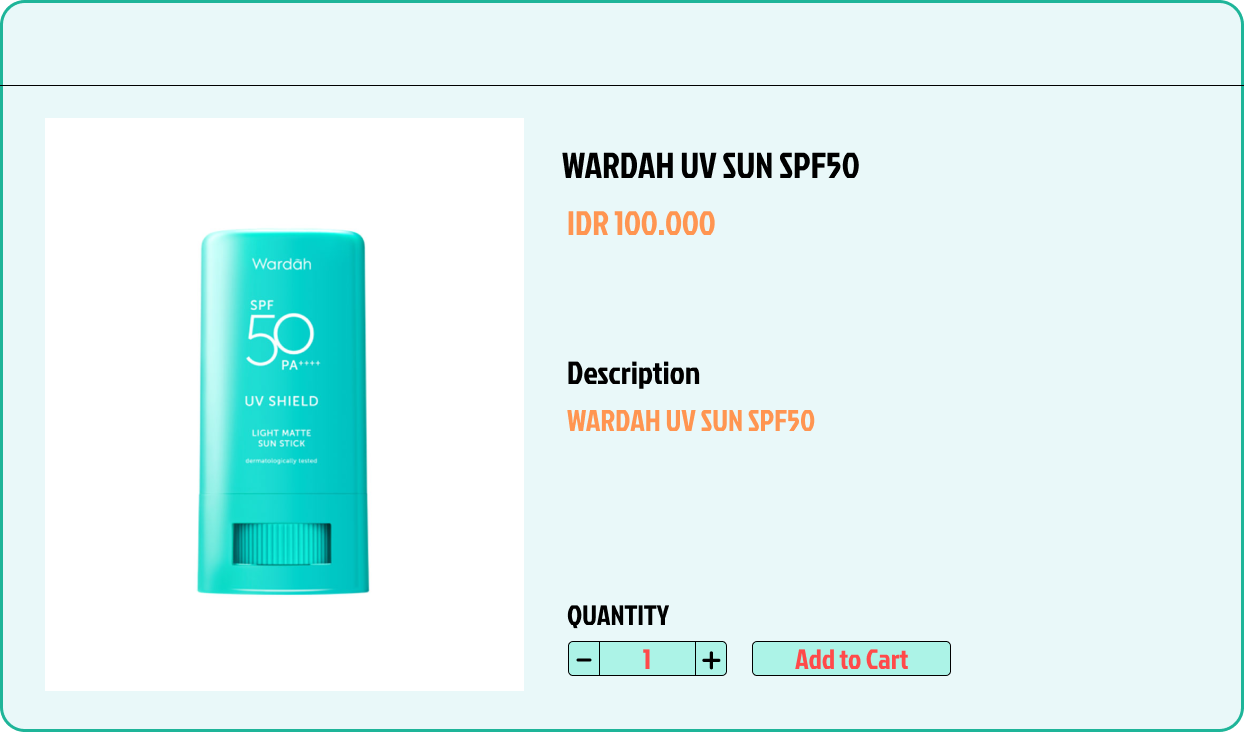 Wardāh
SPF
50
PA++++
UV SHIELD
LIGHT MATTE
SUN STICK
dermatologically tested
WARDAH UV SUN SPF50
IDR 100.000
Description
WARDAH UV SUN SPF50
QUANTITY
− 1 + Add to Cart